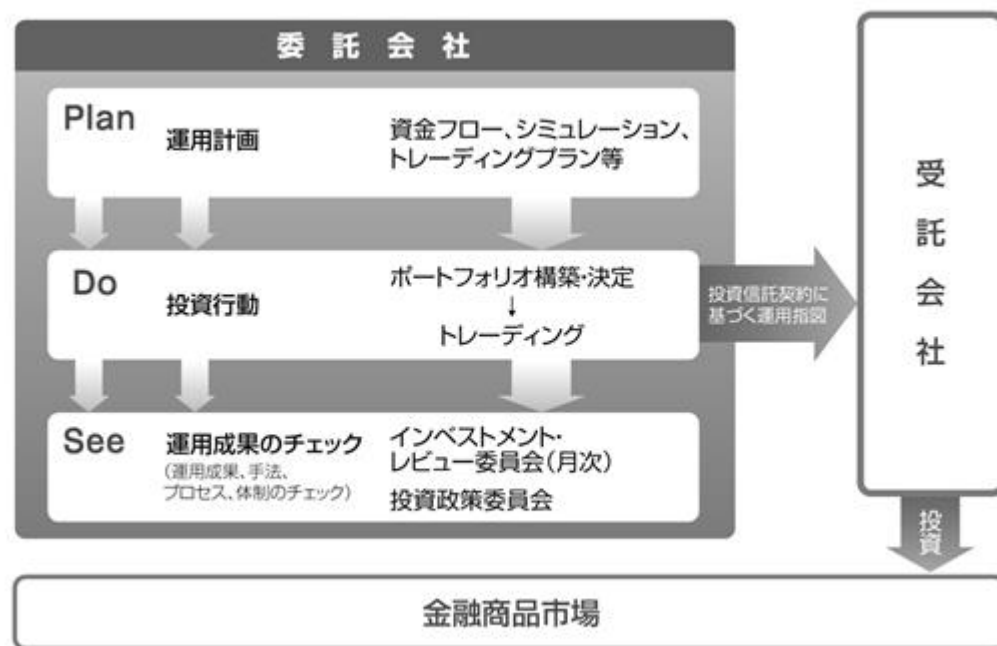 委託会社
Plan
運用計画
資金フロー、シミュレーション、
トレーディングプラン等
Do
投資行動
ポートフォリオ構築・決定
↓
トレーディング
投資信託契約に
基づく運用指図
See
運用成果のチェック
(運用成果、手法、
プロセス、体制のチェック)
インベストメント・
レビュー委員会(月次)
投資政策委員会
受託会社
投資
金融商品市場